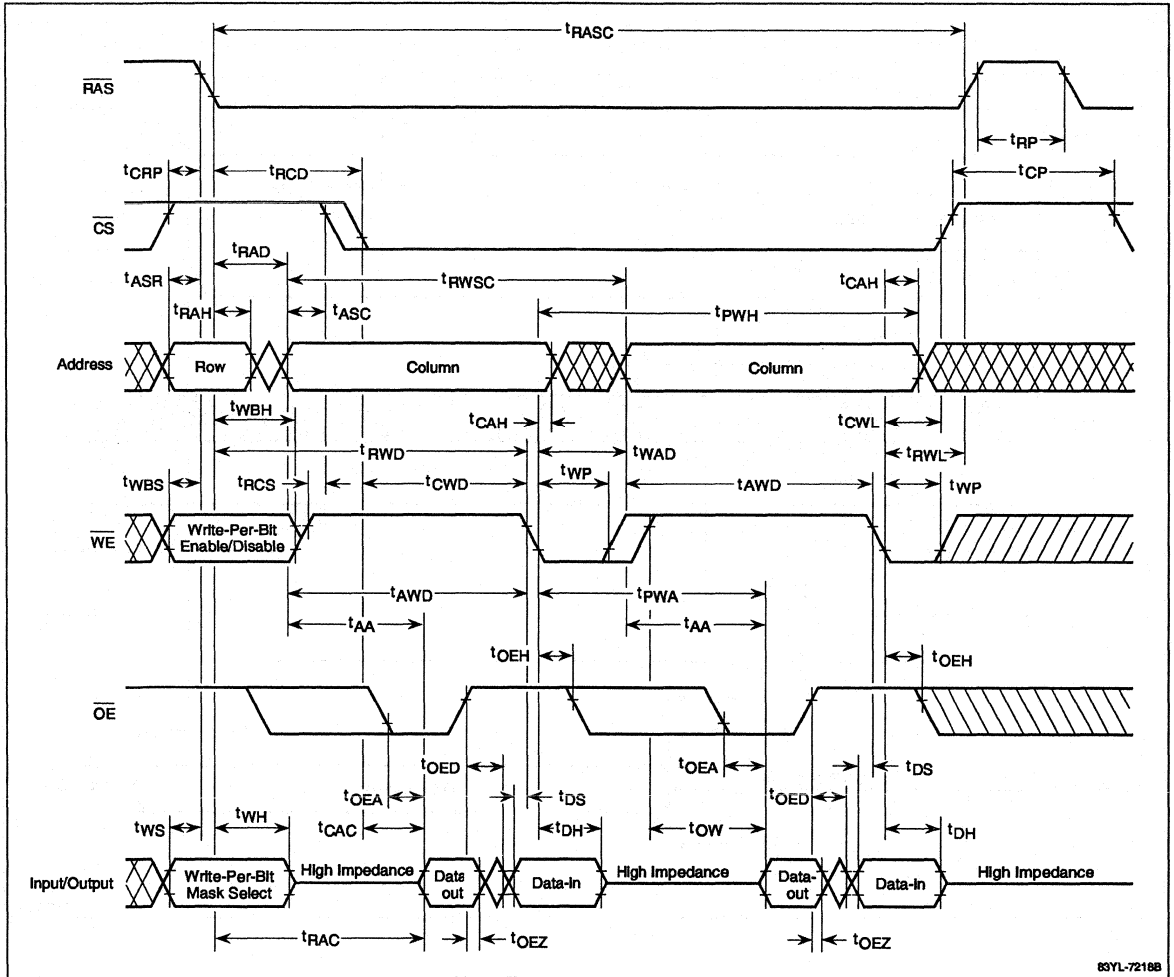 tRASC
RAS
tRP
tCRP
tRCD
tCP
CS
tRAD
tASR
tRWSC
tCAH
tRAH
tASC
tPWH
Address
Row
Column
Column
tWBH
tCAH
tCWL
tRWD
tWAD
tRWL
tWBS
tRCS
tCWD
tWP
tAWD
tWP
WE
Write-Per-Bit
Enable/Disable
tAWD
tPWA
tAA
tAA
tOEH
tOEH
OE
tOED
tOEA
tOED
tDS
tOEA
tDS
tWS
tWH
tCAC
tDH
tOW
tDH
Input/Output
Write-Per-Bit
Mask Select
High Impedance
Data
out
Data-In
High Impedance
Data-
out
Data-In
High Impedance
tRAC
tOEZ
tOEZ
83YL-7218B